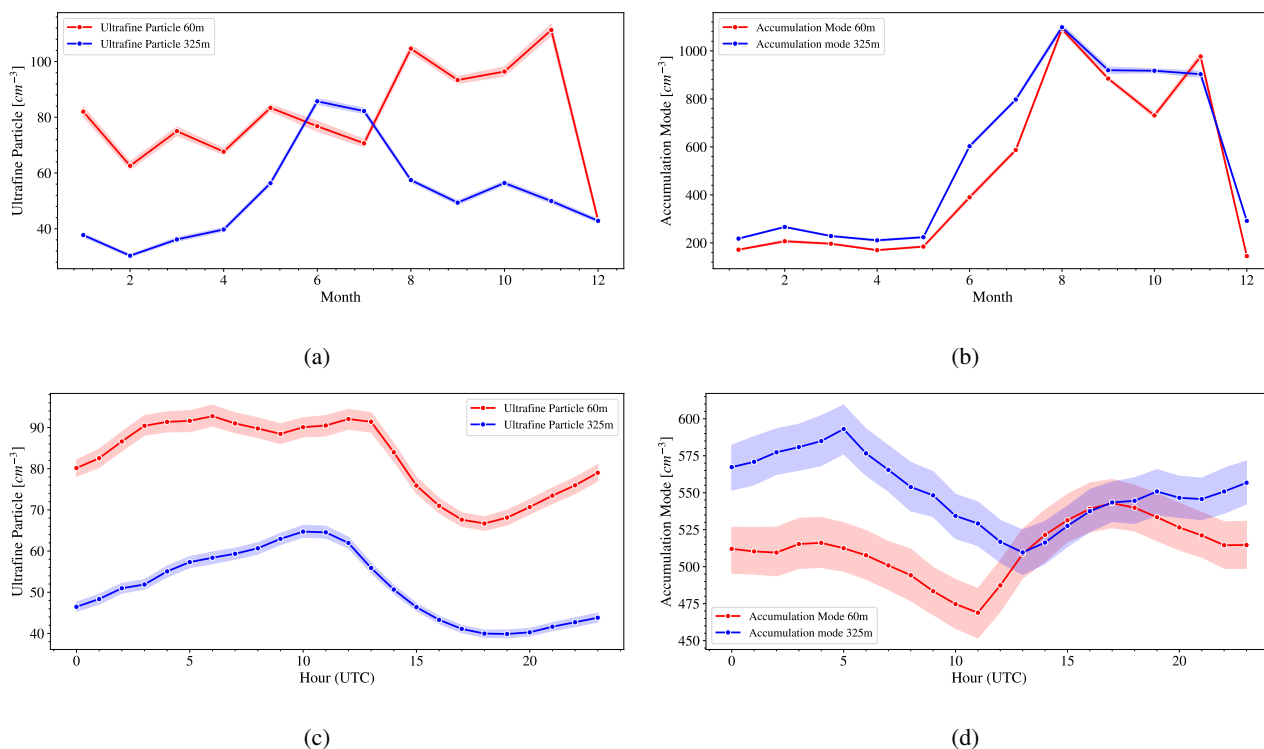 Ultrafine Particle 60m
Ultrafine Particle 325m
Ultrafine Particle [cm⁻³]
100
80
60
40
2
4
6
8
10
12
Month
(a)
Accumulation Mode 60m
Accumulation mode 325m
Accumulation Mode [cm⁻³]
1000
800
600
400
200
2
4
6
8
10
12
Month
(b)
Ultrafine Particle 60m
Ultrafine Particle 325m
Ultrafine Particle [cm⁻³]
90
80
70
60
50
40
0
5
10
15
20
Hour (UTC)
(c)
Accumulation Mode [cm⁻³]
600
575
550
525
500
475
450
Accumulation Mode 60m
Accumulation mode 325m
0
5
10
15
20
Hour (UTC)
(d)